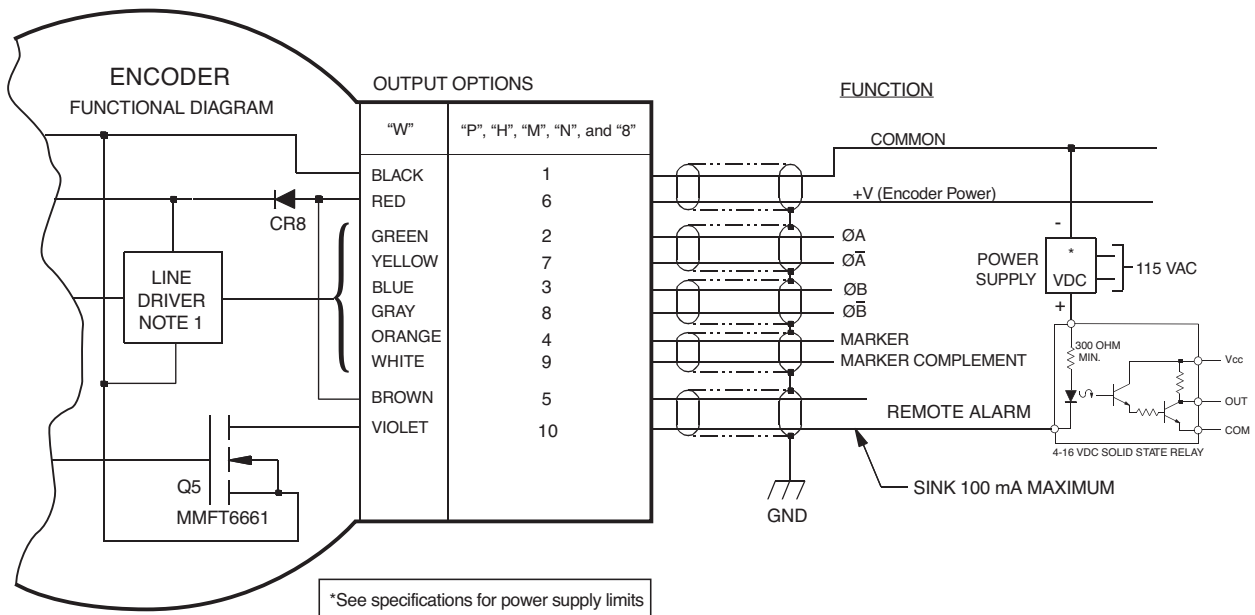 ENCODER
FUNCTIONAL DIAGRAM
CR8
LINE
DRIVER
NOTE 1
Q5
MMFT6661
OUTPUT OPTIONS
“W” “P”, “H”, “M”, “N”, and “8”
BLACK 1
RED 6
GREEN 2
YELLOW 7
BLUE 3
GRAY 8
ORANGE 4
WHITE 9
BROWN 5
VIOLET 10
FUNCTION
COMMON
+V (Encoder Power)
ØA
ØA̅
ØB
ØB̅
MARKER
MARKER COMPLEMENT
REMOTE ALARM
SINK 100 mA MAXIMUM
GND
-
POWER
SUPPLY
*
VDC
115 VAC
+
300 OHM
MIN.
Vcc
OUT
COM
4-16 VDC SOLID STATE RELAY
*See specifications for power supply limits